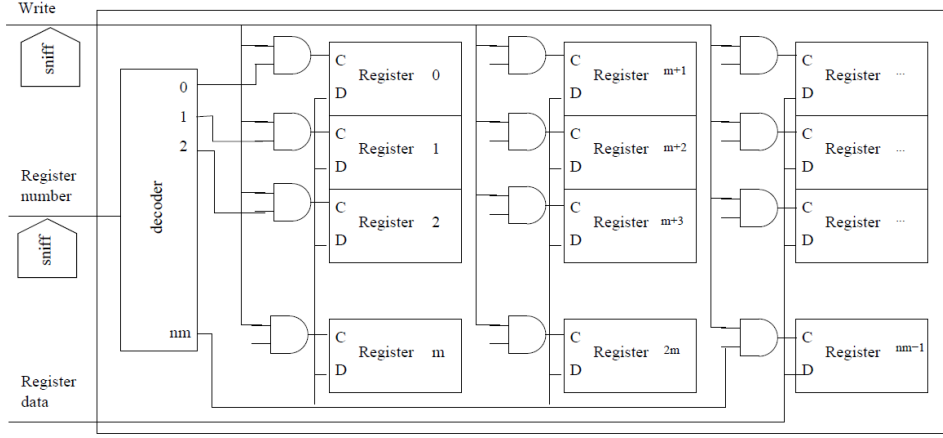 Write
sniff
Register
number
sniff
Register
data
decoder
0
1
2
nm
C
Register 0
D
C
Register 1
D
C
Register 2
D
C
Register m
D
C
Register m+1
D
C
Register m+2
D
C
Register m+3
D
C
Register 2m
D
C
Register ...
D
C
Register ...
D
C
Register ...
D
C
Register nm−1
D